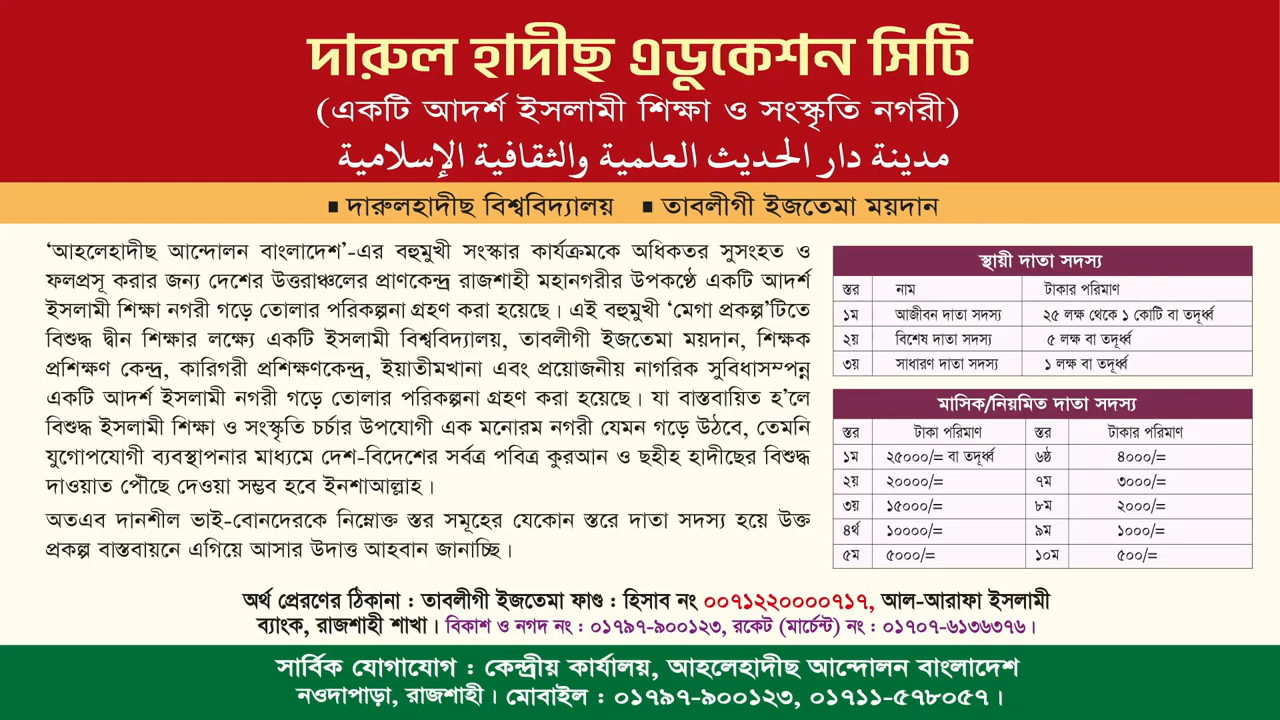 দারুল হাদীছ এডুকেশন সিটি
(একটি আদর্শ ইসলামী শিক্ষা ও সংস্কৃতি নগরী)
مدينة دار الحديث العلمية والثقافية الإسلامية
■ দারুলহাদীছ বিশ্ববিদ্যালয় ■ তাবলীগী ইজতেমা ময়দান
‘আহলেহাদীছ আন্দোলন বাংলাদেশ’-এর বহুমুখী সংস্কার কার্যক্রমকে অধিকতর সুসংহত ও
ফলপ্রসূ করার জন্য দেশের উত্তরাঞ্চলের প্রাণকেন্দ্র রাজশাহী মহানগরীর উপকণ্ঠে একটি আদর্শ
ইসলামী শিক্ষা নগরী গড়ে তোলার পরিকল্পনা গ্রহণ করা হয়েছে। এই বহুমুখী ‘মেগা প্রকল্প’টিতে
বিশুদ্ধ দ্বীন শিক্ষার লক্ষ্যে একটি ইসলামী বিশ্ববিদ্যালয়, তাবলীগী ইজতেমা ময়দান, শিক্ষক
প্রশিক্ষণ কেন্দ্র, কারিগরী প্রশিক্ষণকেন্দ্র, ইয়াতীমখানা এবং প্রয়োজনীয় নাগরিক সুবিধাসম্পন্ন
একটি আদর্শ ইসলামী নগরী গড়ে তোলার পরিকল্পনা গ্রহণ করা হয়েছে। যা বাস্তবায়িত হ’লে
বিশুদ্ধ ইসলামী শিক্ষা ও সংস্কৃতি চর্চার উপযোগী এক মনোরম নগরী যেমন গড়ে উঠবে, তেমনি
যুগোপযোগী ব্যবস্থাপনার মাধ্যমে দেশ-বিদেশের সর্বত্র পবিত্র কুরআন ও ছহীহ হাদীছের বিশুদ্ধ
দাওয়াত পৌঁছে দেওয়া সম্ভব হবে ইনশাআল্লাহ।
অতএব দানশীল ভাই-বোনদেরকে নিম্নোক্ত স্তর সমূহের যেকোন স্তরে দাতা সদস্য হয়ে উক্ত
প্রকল্প বাস্তবায়নে এগিয়ে আসার উদাত্ত আহবান জানাচ্ছি।
স্থায়ী দাতা সদস্য
স্তর নাম টাকার পরিমাণ
১ম আজীবন দাতা সদস্য ২৫ লক্ষ থেকে ১ কোটি বা তদূর্ধ্ব
২য় বিশেষ দাতা সদস্য ৫ লক্ষ বা তদূর্ধ্ব
৩য় সাধারণ দাতা সদস্য ১ লক্ষ বা তদূর্ধ্ব
মাসিক/নিয়মিত দাতা সদস্য
স্তর টাকা পরিমাণ স্তর টাকার পরিমাণ
১ম ২৫০০০/= বা তদূর্ধ্ব ৬ষ্ঠ ৪০০০/=
২য় ২০০০০/= ৭ম ৩০০০/=
৩য় ১৫০০০/= ৮ম ২০০০/=
৪র্থ ১০০০০/= ৯ম ১০০০/=
৫ম ৫০০০/= ১০ম ৫০০/=
অর্থ প্রেরণের ঠিকানা : তাবলীগী ইজতেমা ফাণ্ড : হিসাব নং ০০৭১২২০০০০৭১৭, আল-আরাফা ইসলামী
ব্যাংক, রাজশাহী শাখা। বিকাশ ও নগদ নং : ০১৭৯৭-৯০০১২৩, রকেট (মার্চেন্ট) নং : ০১৭০৭-৬১৩৬৩৭৬।
সার্বিক যোগাযোগ : কেন্দ্রীয় কার্যালয়, আহলেহাদীছ আন্দোলন বাংলাদেশ
নওদাপাড়া, রাজশাহী। মোবাইল : ০১৭৯৭-৯০০১২৩, ০১৭১১-৫৭৮০৫৭।